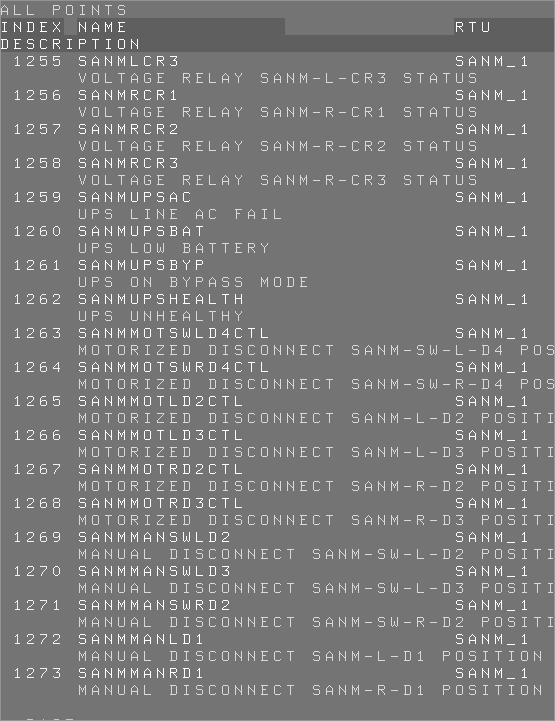 ALL POINTS
INDEX NAME RTU
DESCRIPTION
1255 SANMLCR3 SANM_1
VOLTAGE RELAY SANM-L-CR3 STATUS
1256 SANMRCR1 SANM_1
VOLTAGE RELAY SANM-R-CR1 STATUS
1257 SANMRCR2 SANM_1
VOLTAGE RELAY SANM-R-CR2 STATUS
1258 SANMRCR3 SANM_1
VOLTAGE RELAY SANM-R-CR3 STATUS
1259 SANMUPSAC SANM_1
UPS LINE AC FAIL
1260 SANMUPSBAT SANM_1
UPS LOW BATTERY
1261 SANMUPSBYP SANM_1
UPS ON BYPASS MODE
1262 SANMUPSHEALTH SANM_1
UPS UNHEALTHY
1263 SANMMOTSWLD4CTL SANM_1
MOTORIZED DISCONNECT SANM-SW-L-D4 POS
1264 SANMMOTSWRD4CTL SANM_1
MOTORIZED DISCONNECT SANM-SW-R-D4 POS
1265 SANMMOTLD2CTL SANM_1
MOTORIZED DISCONNECT SANM-L-D2 POSITI
1266 SANMMOTLD3CTL SANM_1
MOTORIZED DISCONNECT SANM-L-D3 POSITI
1267 SANMMOTRD2CTL SANM_1
MOTORIZED DISCONNECT SANM-R-D2 POSITI
1268 SANMMOTRD3CTL SANM_1
MOTORIZED DISCONNECT SANM-R-D3 POSITI
1269 SANMMANSWLD2 SANM_1
MANUAL DISCONNECT SANM-SW-L-D2 POSITI
1270 SANMMANSWLD3 SANM_1
MANUAL DISCONNECT SANM-SW-L-D3 POSITI
1271 SANMMANSWRD2 SANM_1
MANUAL DISCONNECT SANM-SW-R-D2 POSITI
1272 SANMMANLD1 SANM_1
MANUAL DISCONNECT SANM-L-D1 POSITION
1273 SANMMANRD1 SANM_1
MANUAL DISCONNECT SANM-R-D1 POSITION